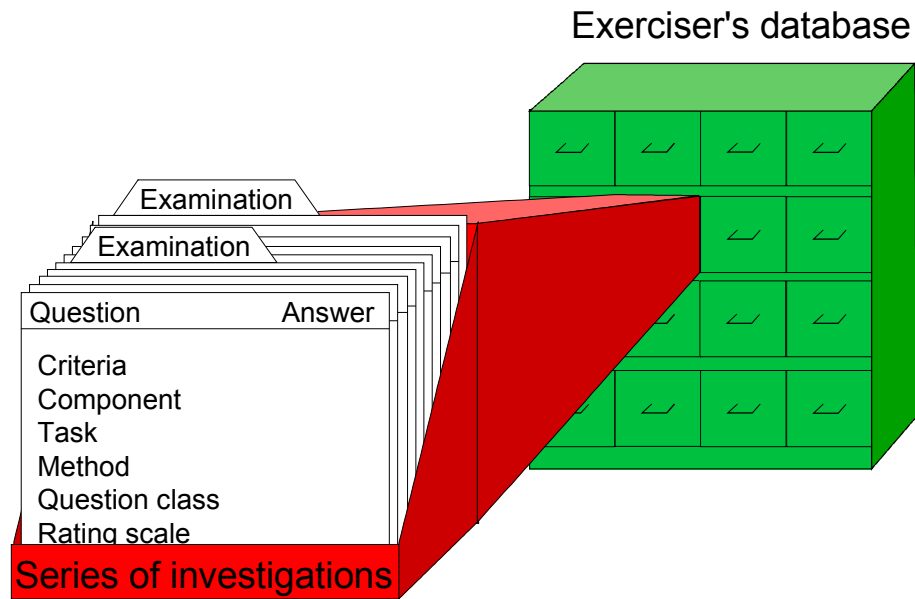 Exerciser's database
Examination
Examination
Question Answer
Criteria
Component
Task
Method
Question class
Rating scale
Series of investigations